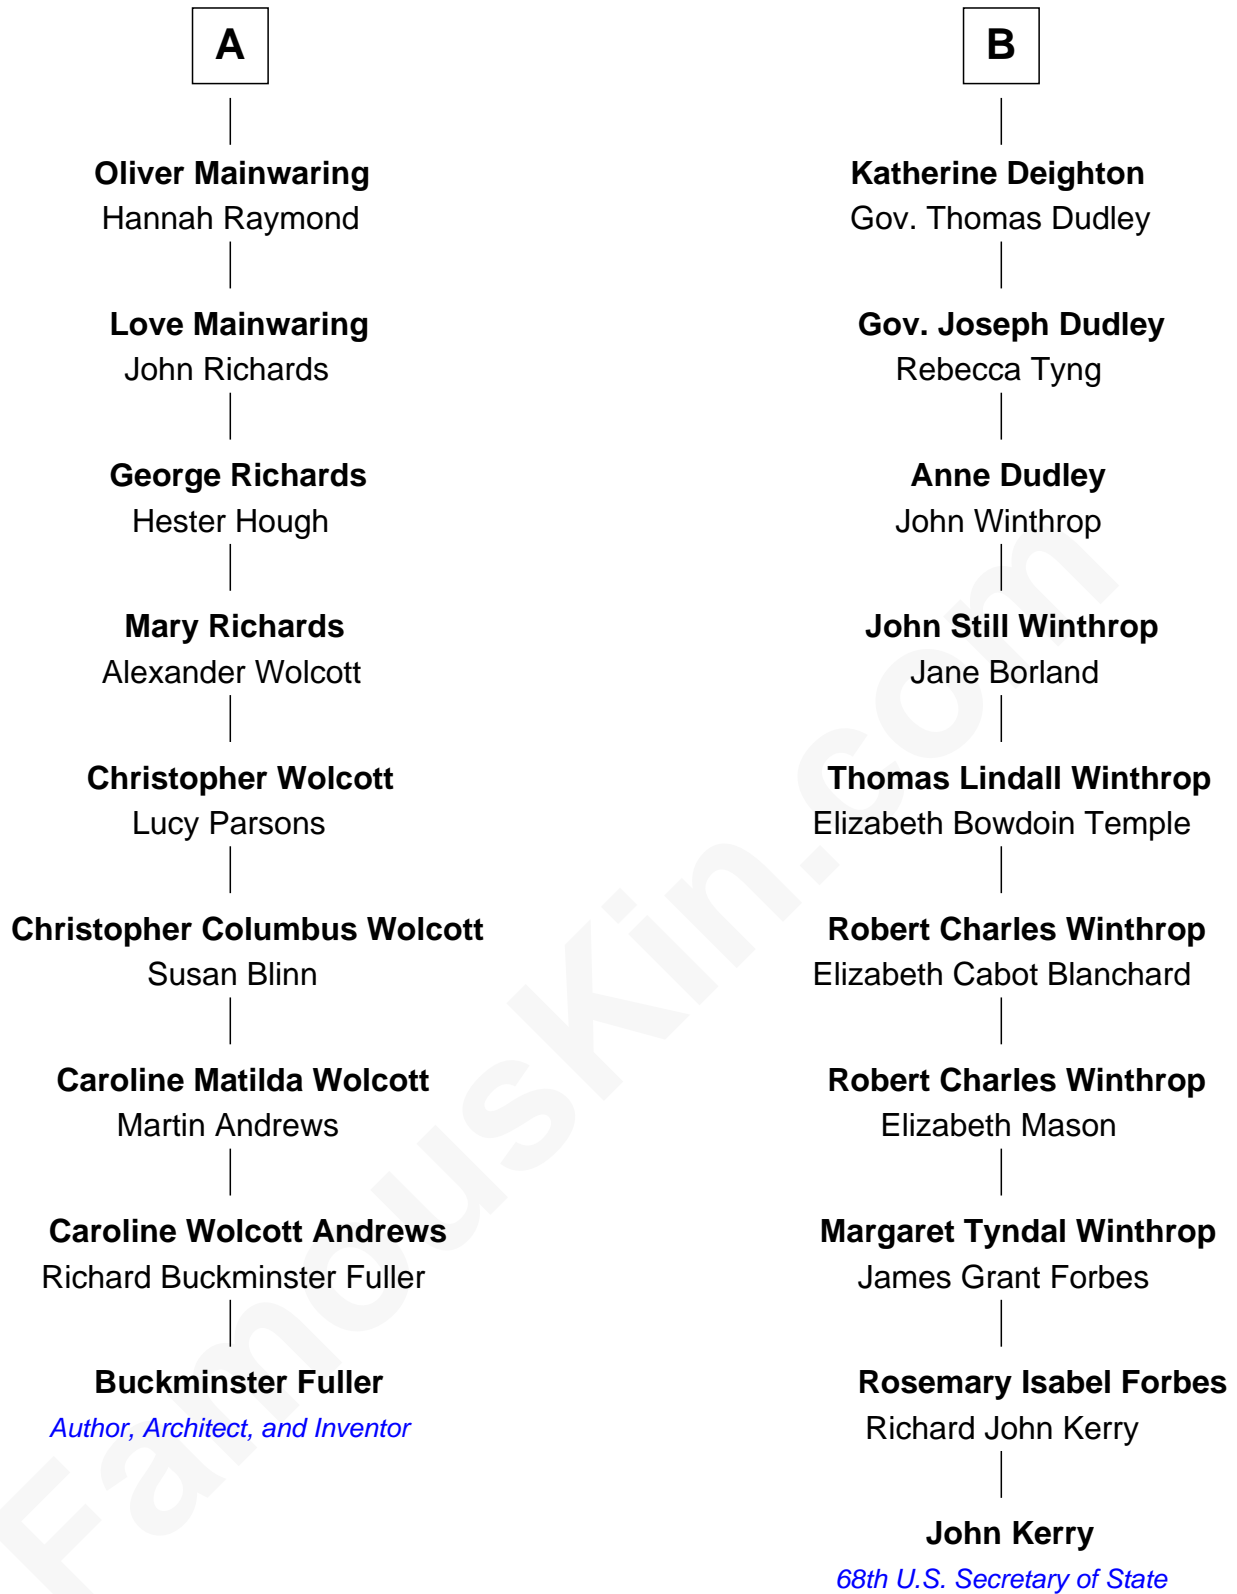 A
Oliver Mainwaring
Hannah Raymond
Love Mainwaring
John Richards
George Richards
Hester Hough
Mary Richards
Alexander Wolcott
Christopher Wolcott
Lucy Parsons
Christopher Columbus Wolcott
Susan Blinn
Caroline Matilda Wolcott
Martin Andrews
Caroline Wolcott Andrews
Richard Buckminster Fuller
Buckminster Fuller
Author, Architect, and Inventor
B
Katherine Deighton
Gov. Thomas Dudley
Gov. Joseph Dudley
Rebecca Tyng
Anne Dudley
John Winthrop
John Still Winthrop
Jane Borland
Thomas Lindall Winthrop
Elizabeth Bowdoin Temple
Robert Charles Winthrop
Elizabeth Cabot Blanchard
Robert Charles Winthrop
Elizabeth Mason
Margaret Tyndal Winthrop
James Grant Forbes
Rosemary Isabel Forbes
Richard John Kerry
John Kerry
68th U.S. Secretary of State
FamousKin.com